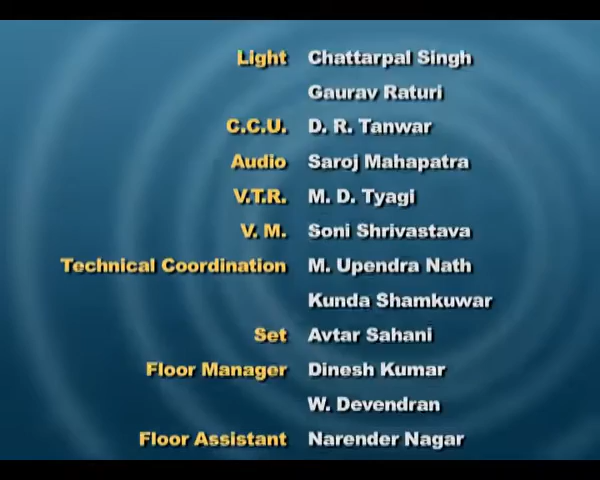 Light Chattarpal Singh
Gaurav Raturi
C.C.U. D. R. Tanwar
Audio Saroj Mahapatra
V.T.R. M. D. Tyagi
V. M. Soni Shrivastava
Technical Coordination M. Upendra Nath
Kunda Shamkuwar
Set Avtar Sahani
Floor Manager Dinesh Kumar
W. Devendran
Floor Assistant Narender Nagar